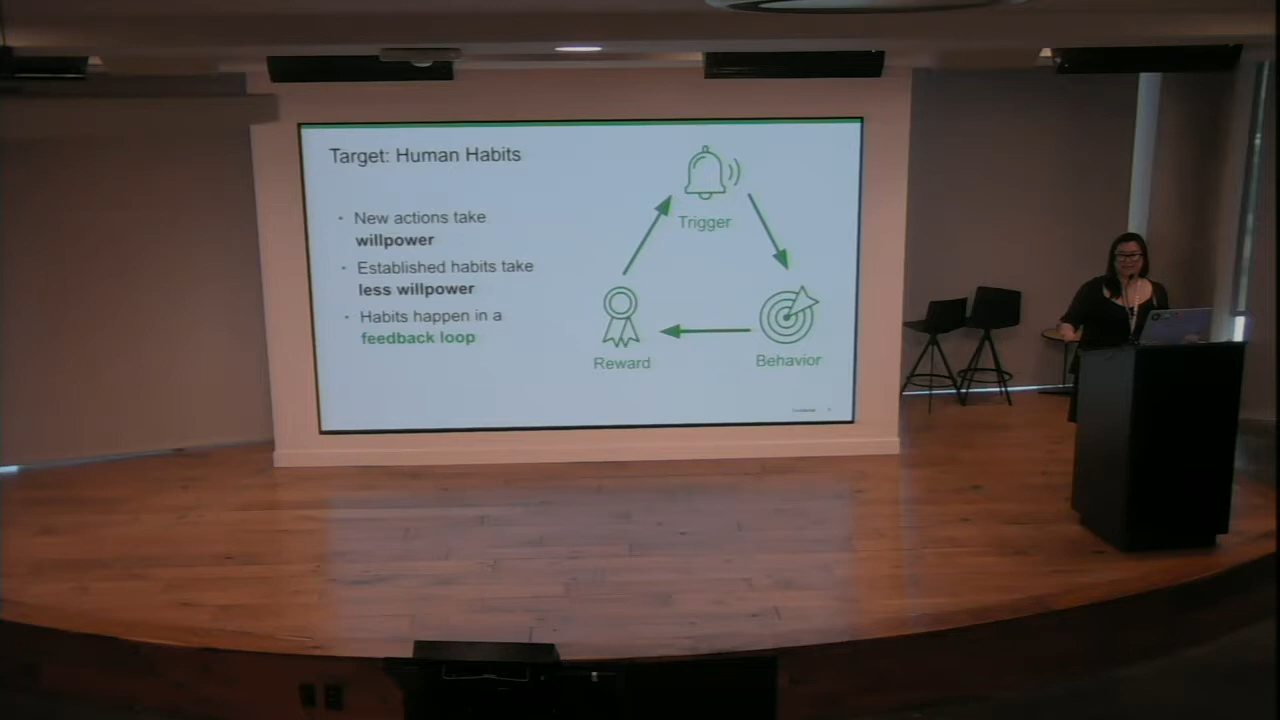 Target: Human Habits
• New actions take
willpower
• Established habits take
less willpower
• Habits happen in a
feedback loop
Trigger
Reward
Behavior
Confidential